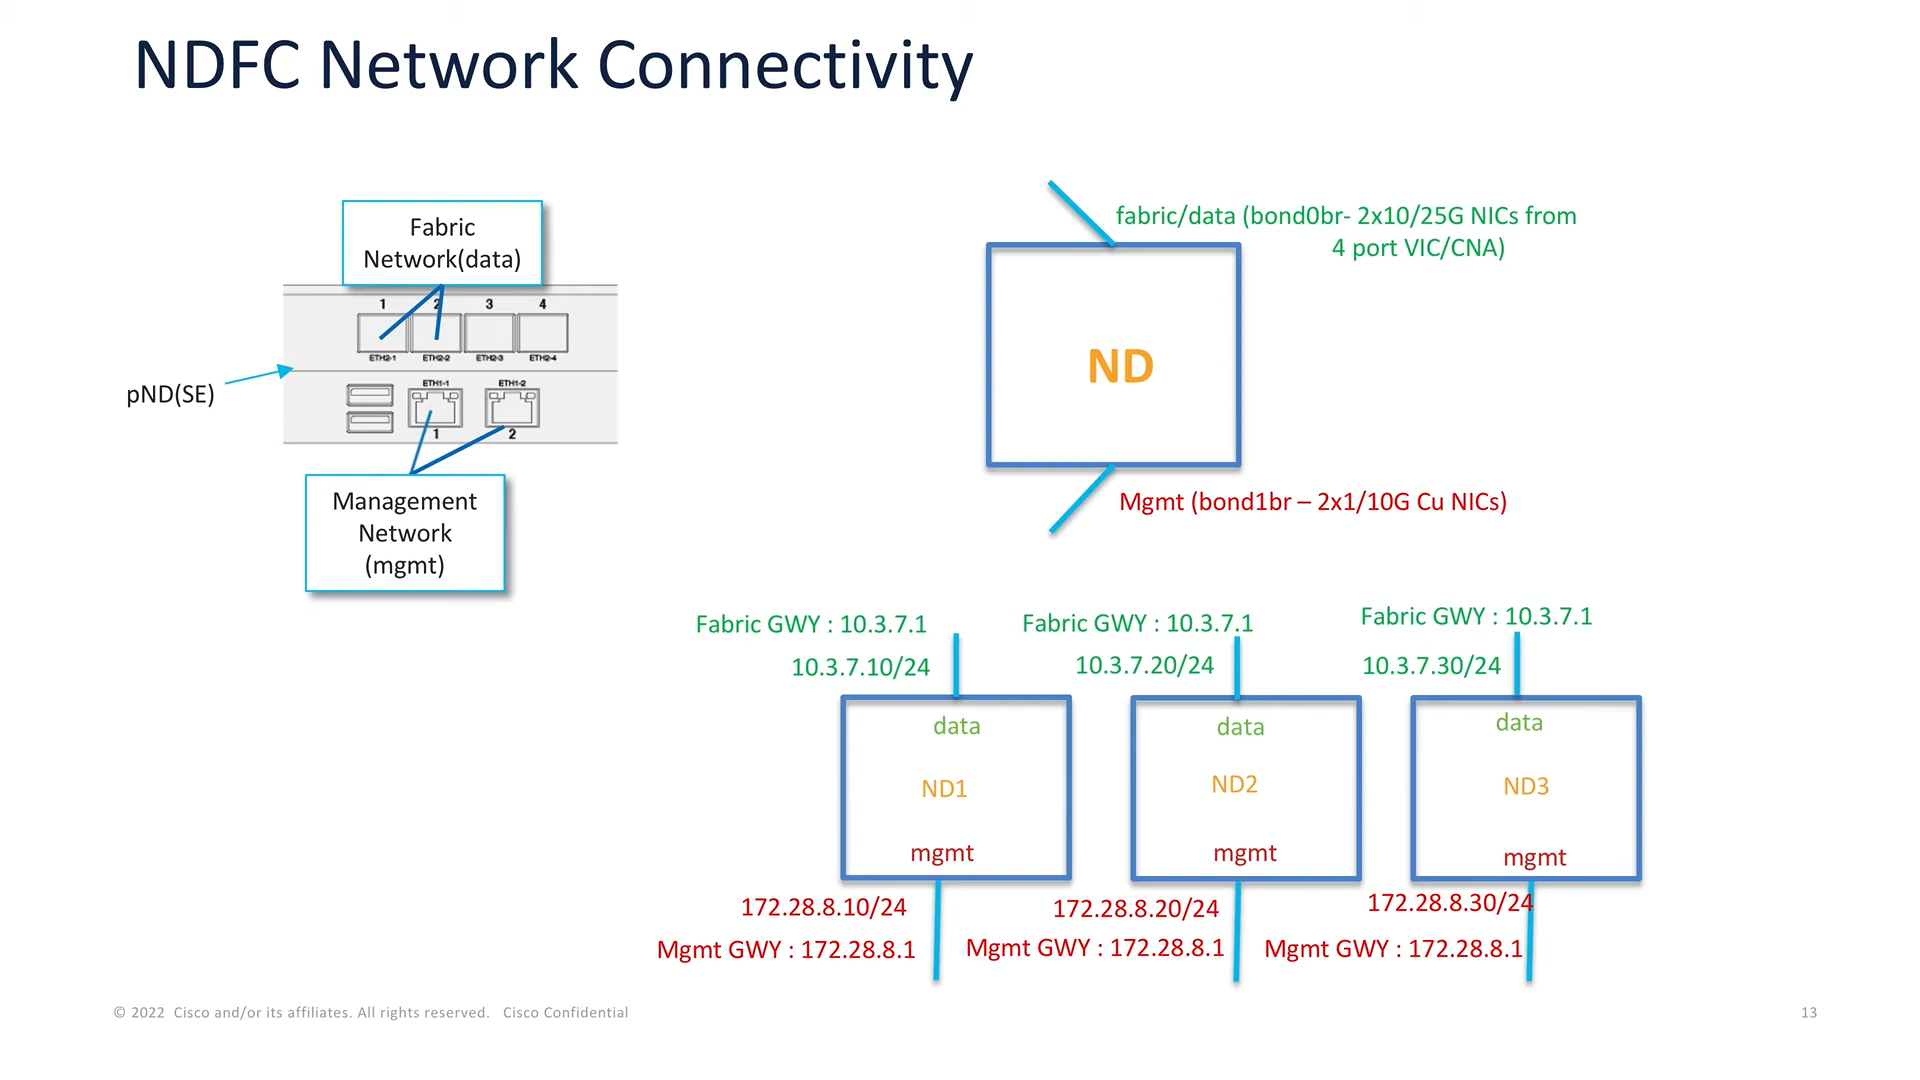 NDFC Network Connectivity
Fabric
Network(data)
1 2 3 4
ETH2-1 ETH2-2 ETH2-3 ETH2-4
pND(SE)
ETH1-1 ETH1-2
1 2
Management
Network
(mgmt)
fabric/data (bond0br- 2x10/25G NICs from
4 port VIC/CNA)
ND
Mgmt (bond1br – 2x1/10G Cu NICs)
Fabric GWY : 10.3.7.1
10.3.7.10/24
data
ND1
mgmt
172.28.8.10/24
Mgmt GWY : 172.28.8.1
Fabric GWY : 10.3.7.1
10.3.7.20/24
data
ND2
mgmt
172.28.8.20/24
Mgmt GWY : 172.28.8.1
Fabric GWY : 10.3.7.1
10.3.7.30/24
data
ND3
mgmt
172.28.8.30/24
Mgmt GWY : 172.28.8.1
© 2022 Cisco and/or its affiliates. All rights reserved. Cisco Confidential
13